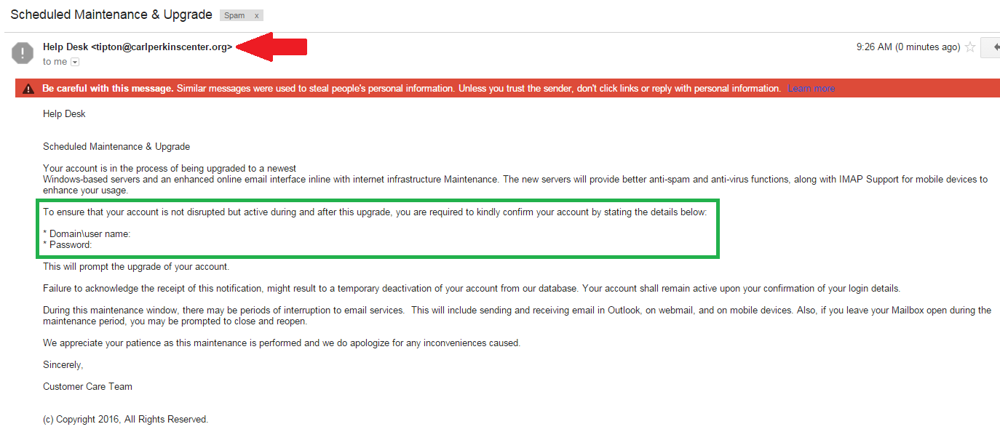 Scheduled Maintenance & Upgrade Spam x
Help Desk <tipton@carlperkinscenter.org> 9:26 AM (0 minutes ago)
to me
Be careful with this message. Similar messages were used to steal people's personal information. Unless you trust the sender, don't click links or reply with personal information. Learn more
Help Desk
Scheduled Maintenance & Upgrade
Your account is in the process of being upgraded to a newest
Windows-based servers and an enhanced online email interface inline with internet infrastructure Maintenance. The new servers will provide better anti-spam and anti-virus functions, along with IMAP Support for mobile devices to
enhance your usage.
To ensure that your account is not disrupted but active during and after this upgrade, you are required to kindly confirm your account by stating the details below:
* Domain\user name:
* Password:
This will prompt the upgrade of your account.
Failure to acknowledge the receipt of this notification, might result to a temporary deactivation of your account from our database. Your account shall remain active upon your confirmation of your login details.
During this maintenance window, there may be periods of interruption to email services.  This will include sending and receiving email in Outlook, on webmail, and on mobile devices. Also, if you leave your Mailbox open during the
maintenance period, you may be prompted to close and reopen.
We appreciate your patience as this maintenance is performed and we do apologize for any inconveniences caused.
Sincerely,
Customer Care Team
(c) Copyright 2016, All Rights Reserved.